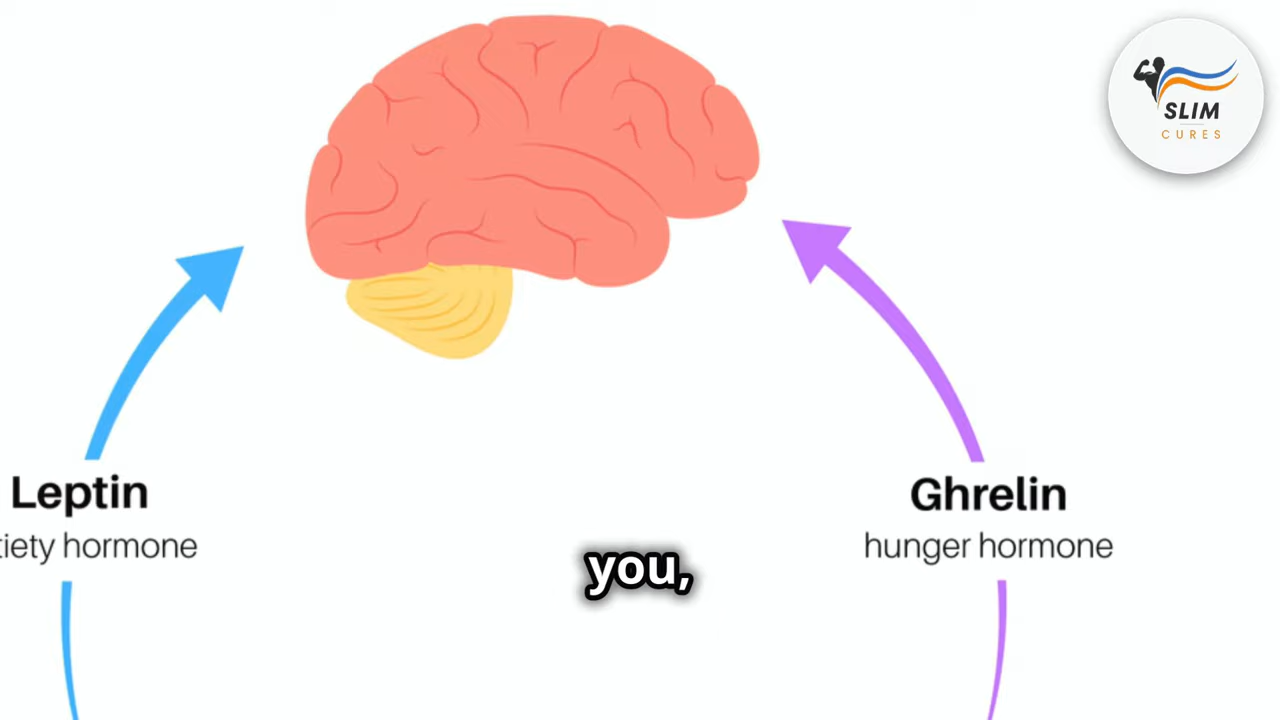 SLIM
CURES
Leptin
tiety hormone
Ghrelin
hunger hormone
you,